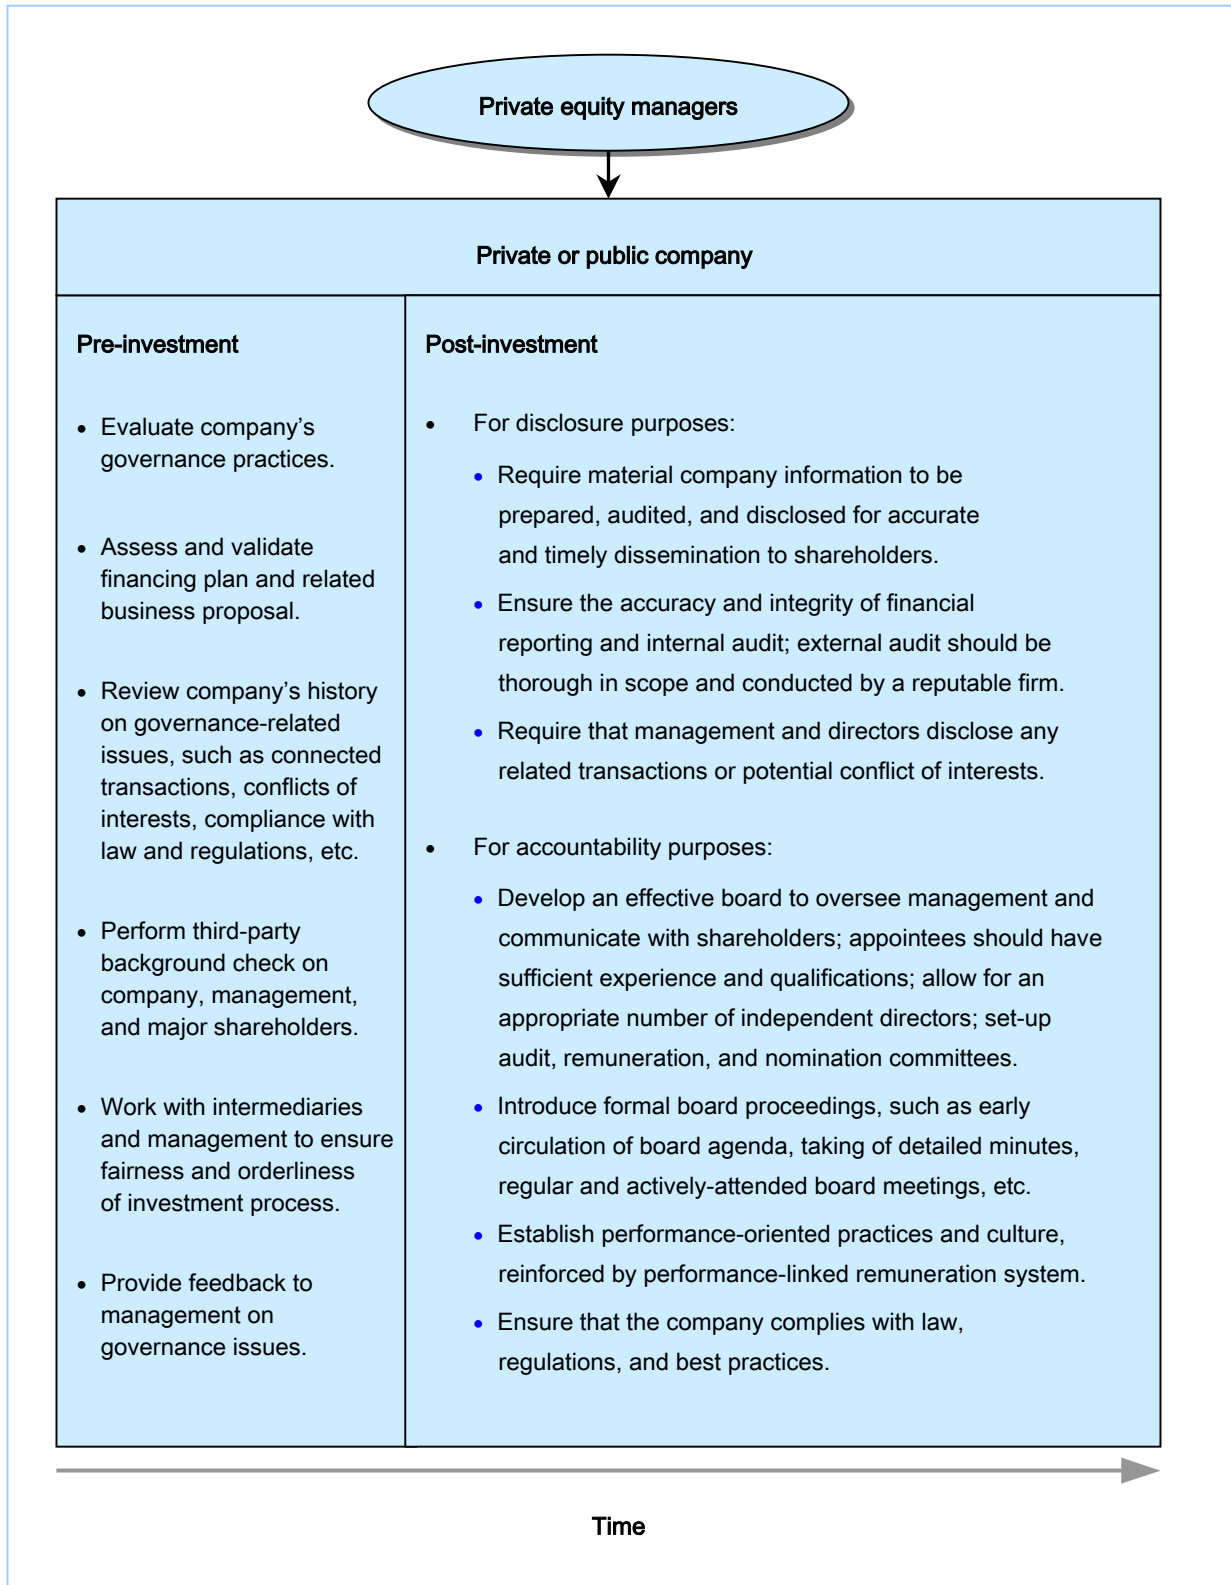 Private equity managers
Private or public company
Pre-investment
• Evaluate company’s
governance practices.
• Assess and validate
financing plan and related
business proposal.
• Review company’s history
on governance-related
issues, such as connected
transactions, conflicts of
interests, compliance with
law and regulations, etc.
• Perform third-party
background check on
company, management,
and major shareholders.
• Work with intermediaries
and management to ensure
fairness and orderliness
of investment process.
• Provide feedback to
management on
governance issues.
Post-investment
• For disclosure purposes:
• Require material company information to be
prepared, audited, and disclosed for accurate
and timely dissemination to shareholders.
• Ensure the accuracy and integrity of financial
reporting and internal audit; external audit should be
thorough in scope and conducted by a reputable firm.
• Require that management and directors disclose any
related transactions or potential conflict of interests.
• For accountability purposes:
• Develop an effective board to oversee management and
communicate with shareholders; appointees should have
sufficient experience and qualifications; allow for an
appropriate number of independent directors; set-up
audit, remuneration, and nomination committees.
• Introduce formal board proceedings, such as early
circulation of board agenda, taking of detailed minutes,
regular and actively-attended board meetings, etc.
• Establish performance-oriented practices and culture,
reinforced by performance-linked remuneration system.
• Ensure that the company complies with law,
regulations, and best practices.
Time